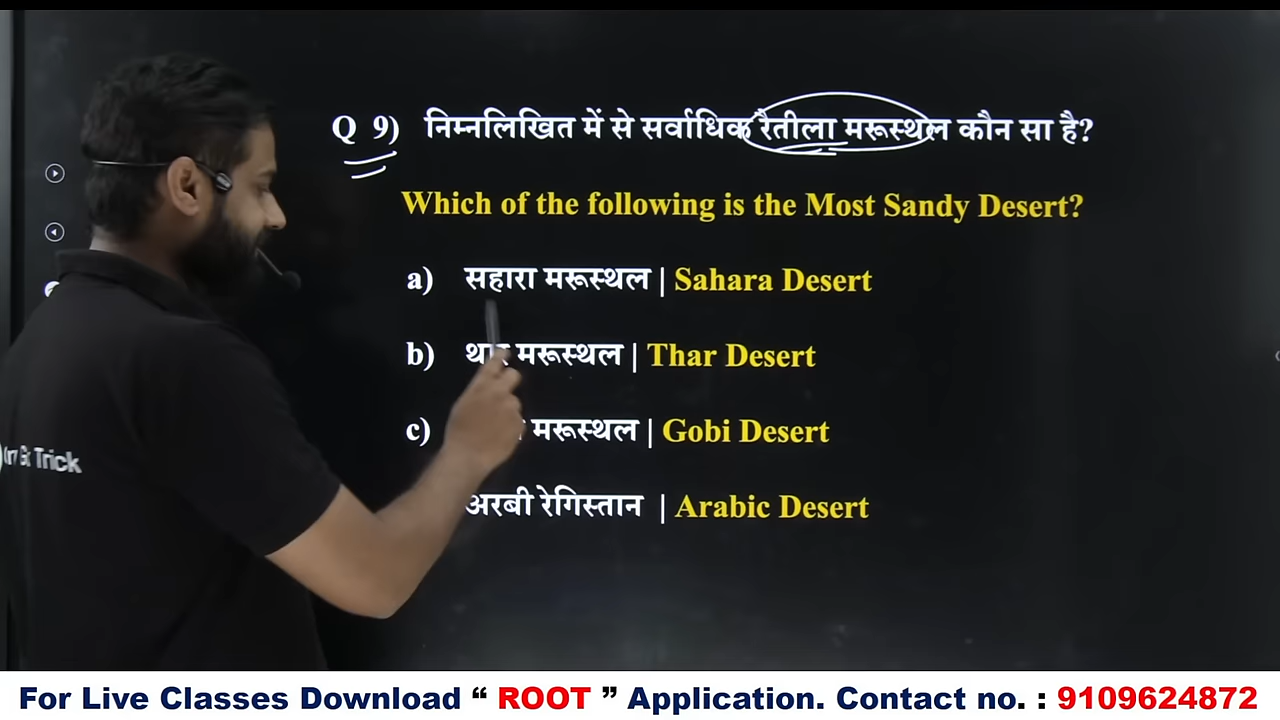 Q 9) निम्नलिखित में से सर्वाधिक रैतीला मरूस्थल कौन सा है?
Which of the following is the Most Sandy Desert?
a) सहारा मरूस्थल | Sahara Desert
b) मरूस्थल | Thar Desert
c) मरूस्थल | Gobi Desert
अरबी रेगिस्तान | Arabic Desert
Trick
For Live Classes Download “ ROOT ” Application. Contact no. : 9109624872